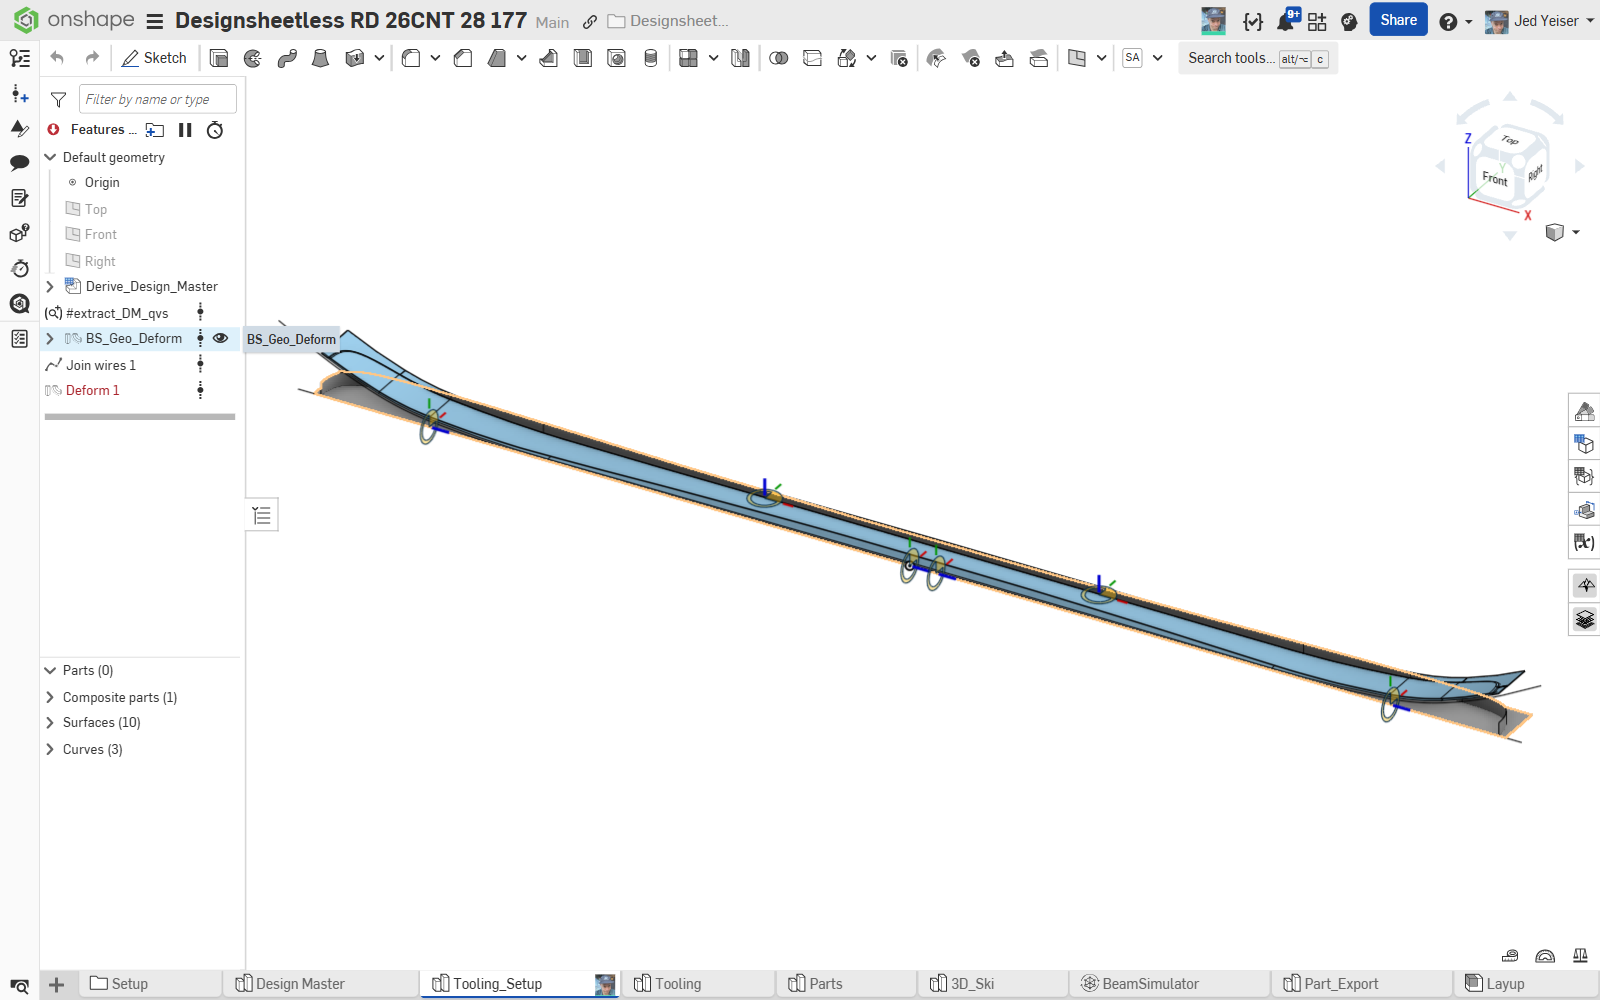 onshape Designsheetless RD 26CNT 28 177 Main Designsheet... 9+ Share Jed Yeiser
Sketch SA Search tools... alt/⌥ c
Filter by name or type
Features ...
Default geometry
Origin
Top
Front
Right
Derive_Design_Master
#extract_DM_qvs
BS_Geo_Deform
BS_Geo_Deform
Join wires 1
Deform 1
Parts (0)
Composite parts (1)
Surfaces (10)
Curves (3)
Z
Top
Y
Front
Right
X
Setup
Design Master
Tooling_Setup
Tooling
Parts
3D_Ski
BeamSimulator
Part_Export
Layup